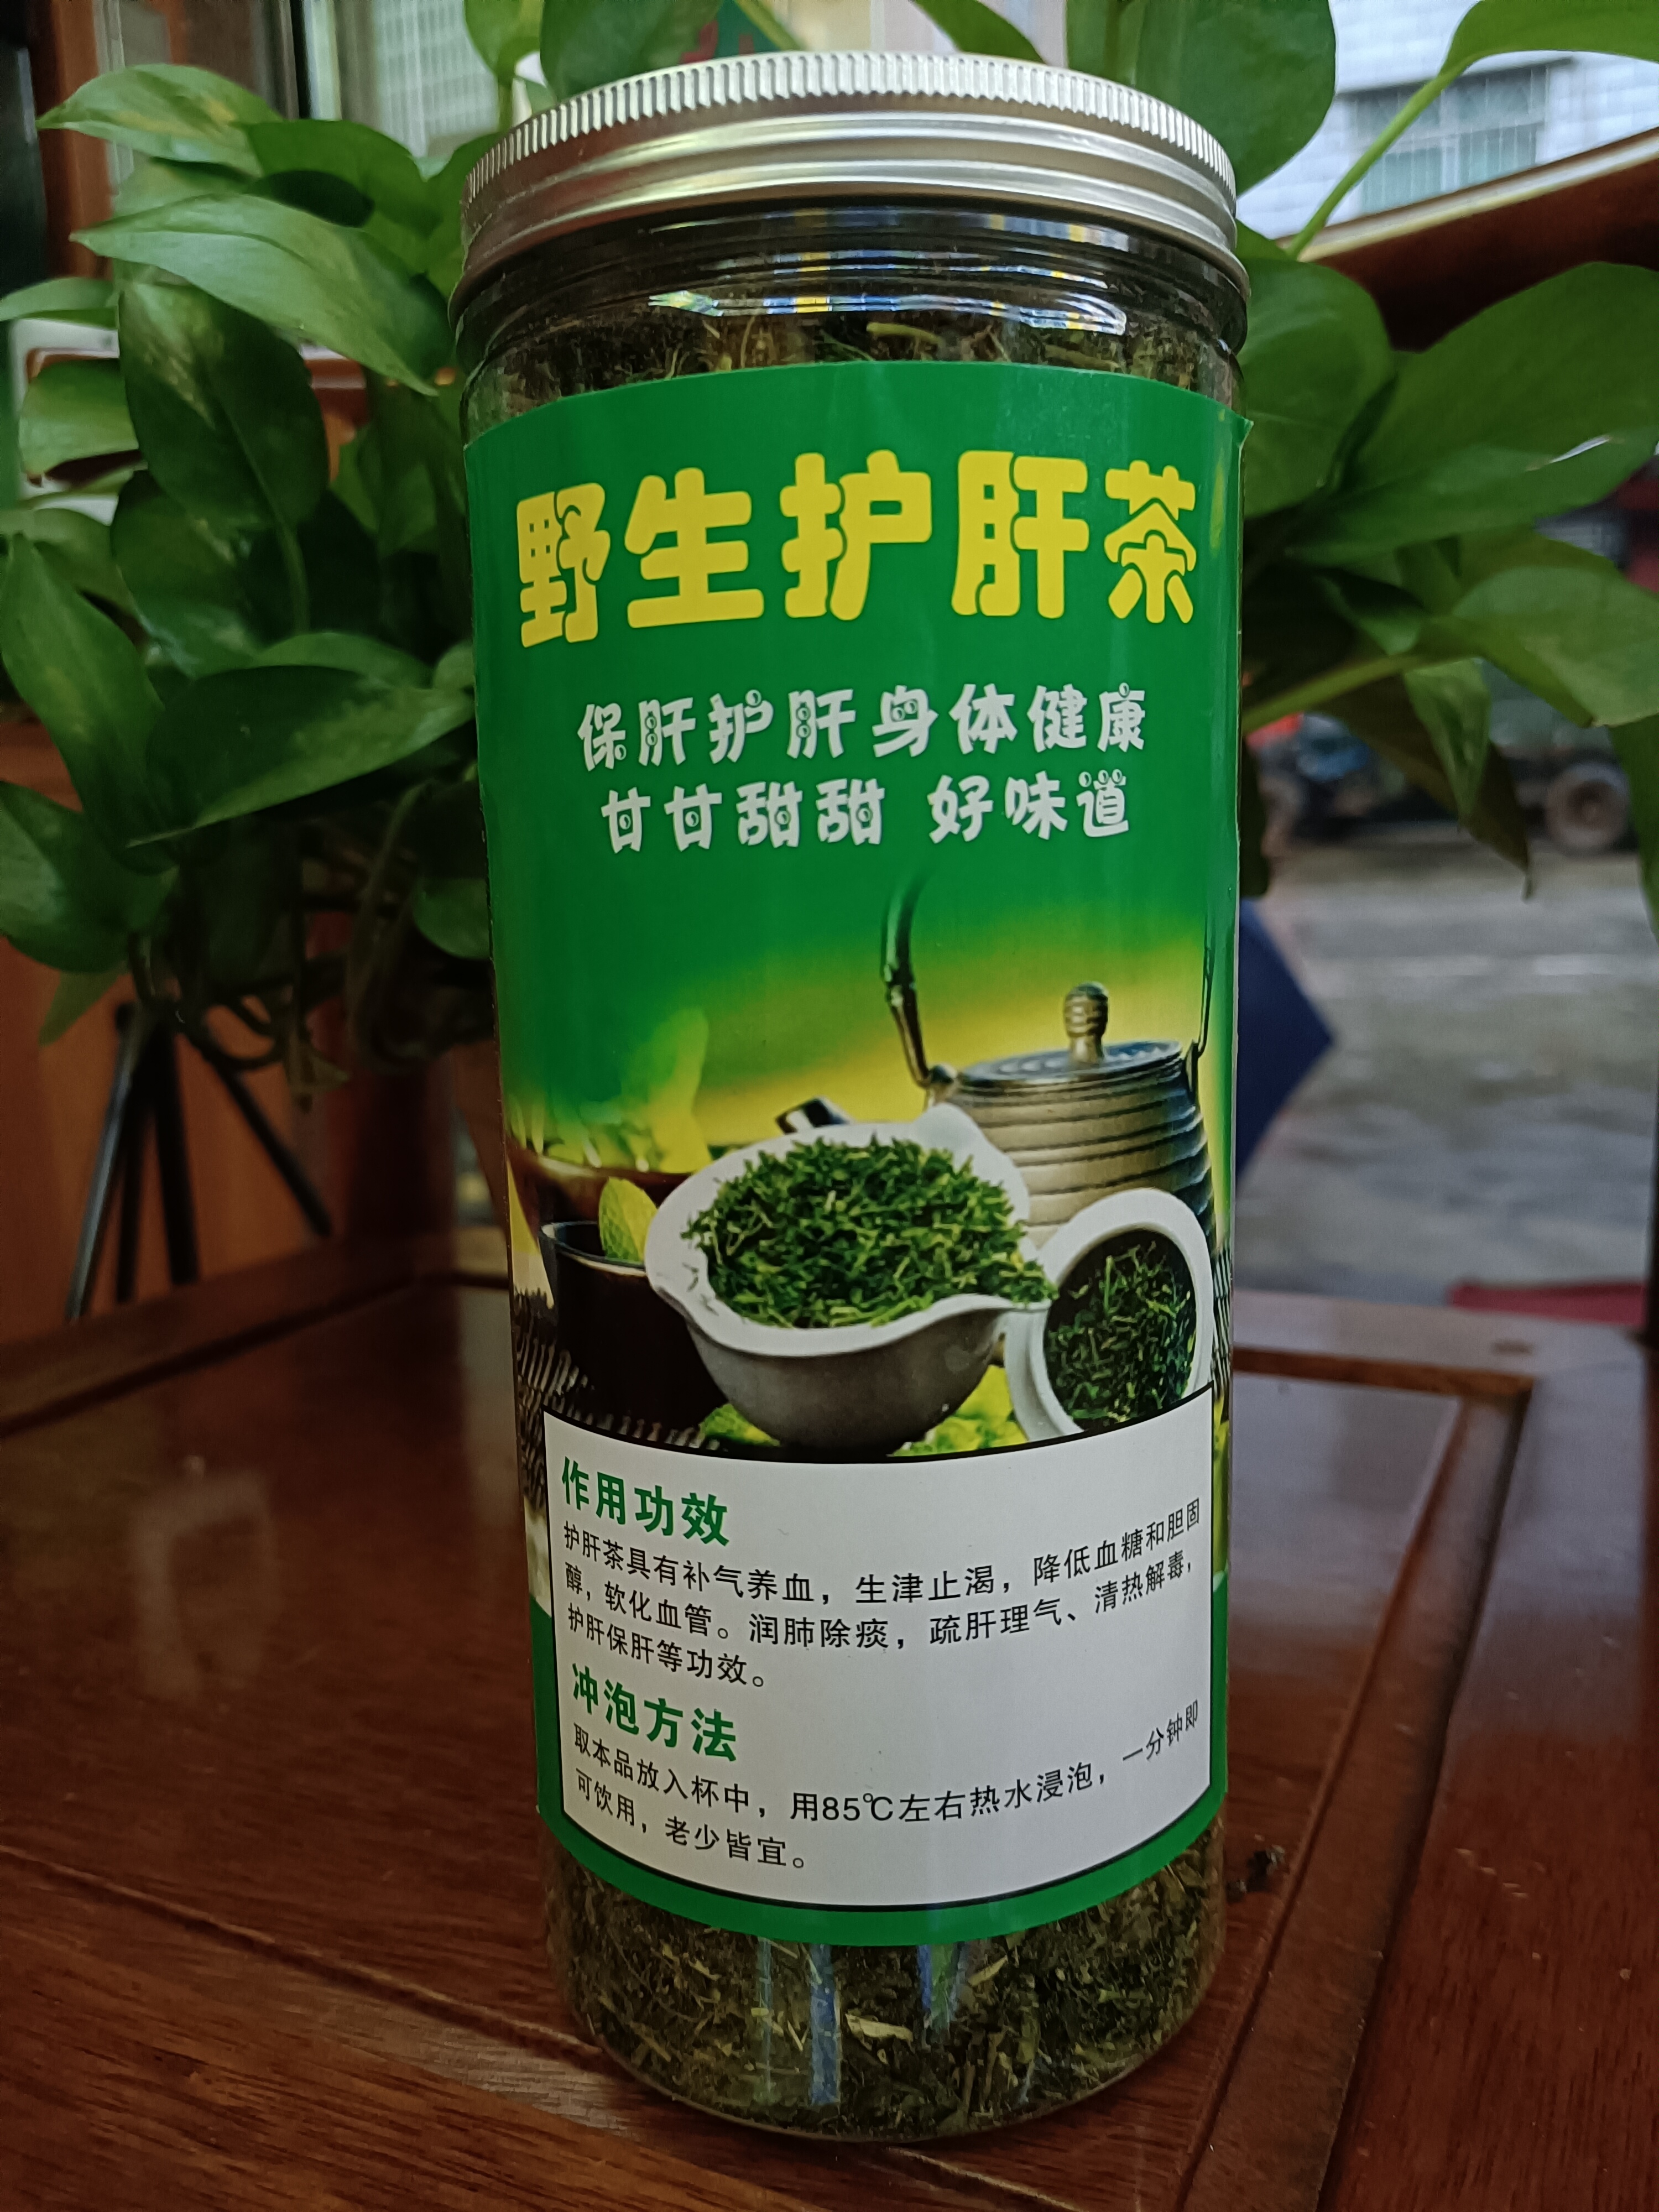 野生护肝茶
保肝护肝身体健康
甘甘甜甜 好味道
作用功效
护肝茶具有补气养血，生津止渴，降低血糖和胆固
醇，软化血管。润肺除痰，疏肝理气、清热解毒，
护肝保肝等功效。
冲泡方法
取本品放入杯中，用85℃左右热水浸泡，一分钟即
可饮用，老少皆宜。